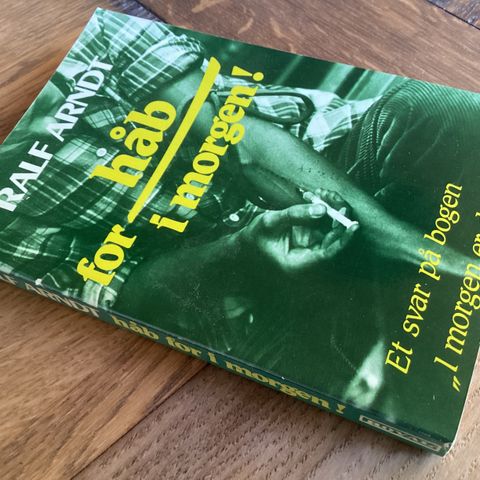 RALF ARNDT
håb
for i morgen!
Et svar på bogen
„I morgen er
ARNDT håb for i morgen!